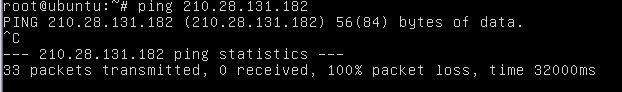 root@ubuntu:~# ping 210.28.131.182
PING 210.28.131.182 (210.28.131.182) 56(84) bytes of data.
^C
--- 210.28.131.182 ping statistics ---
33 packets transmitted, 0 received, 100% packet loss, time 32000ms